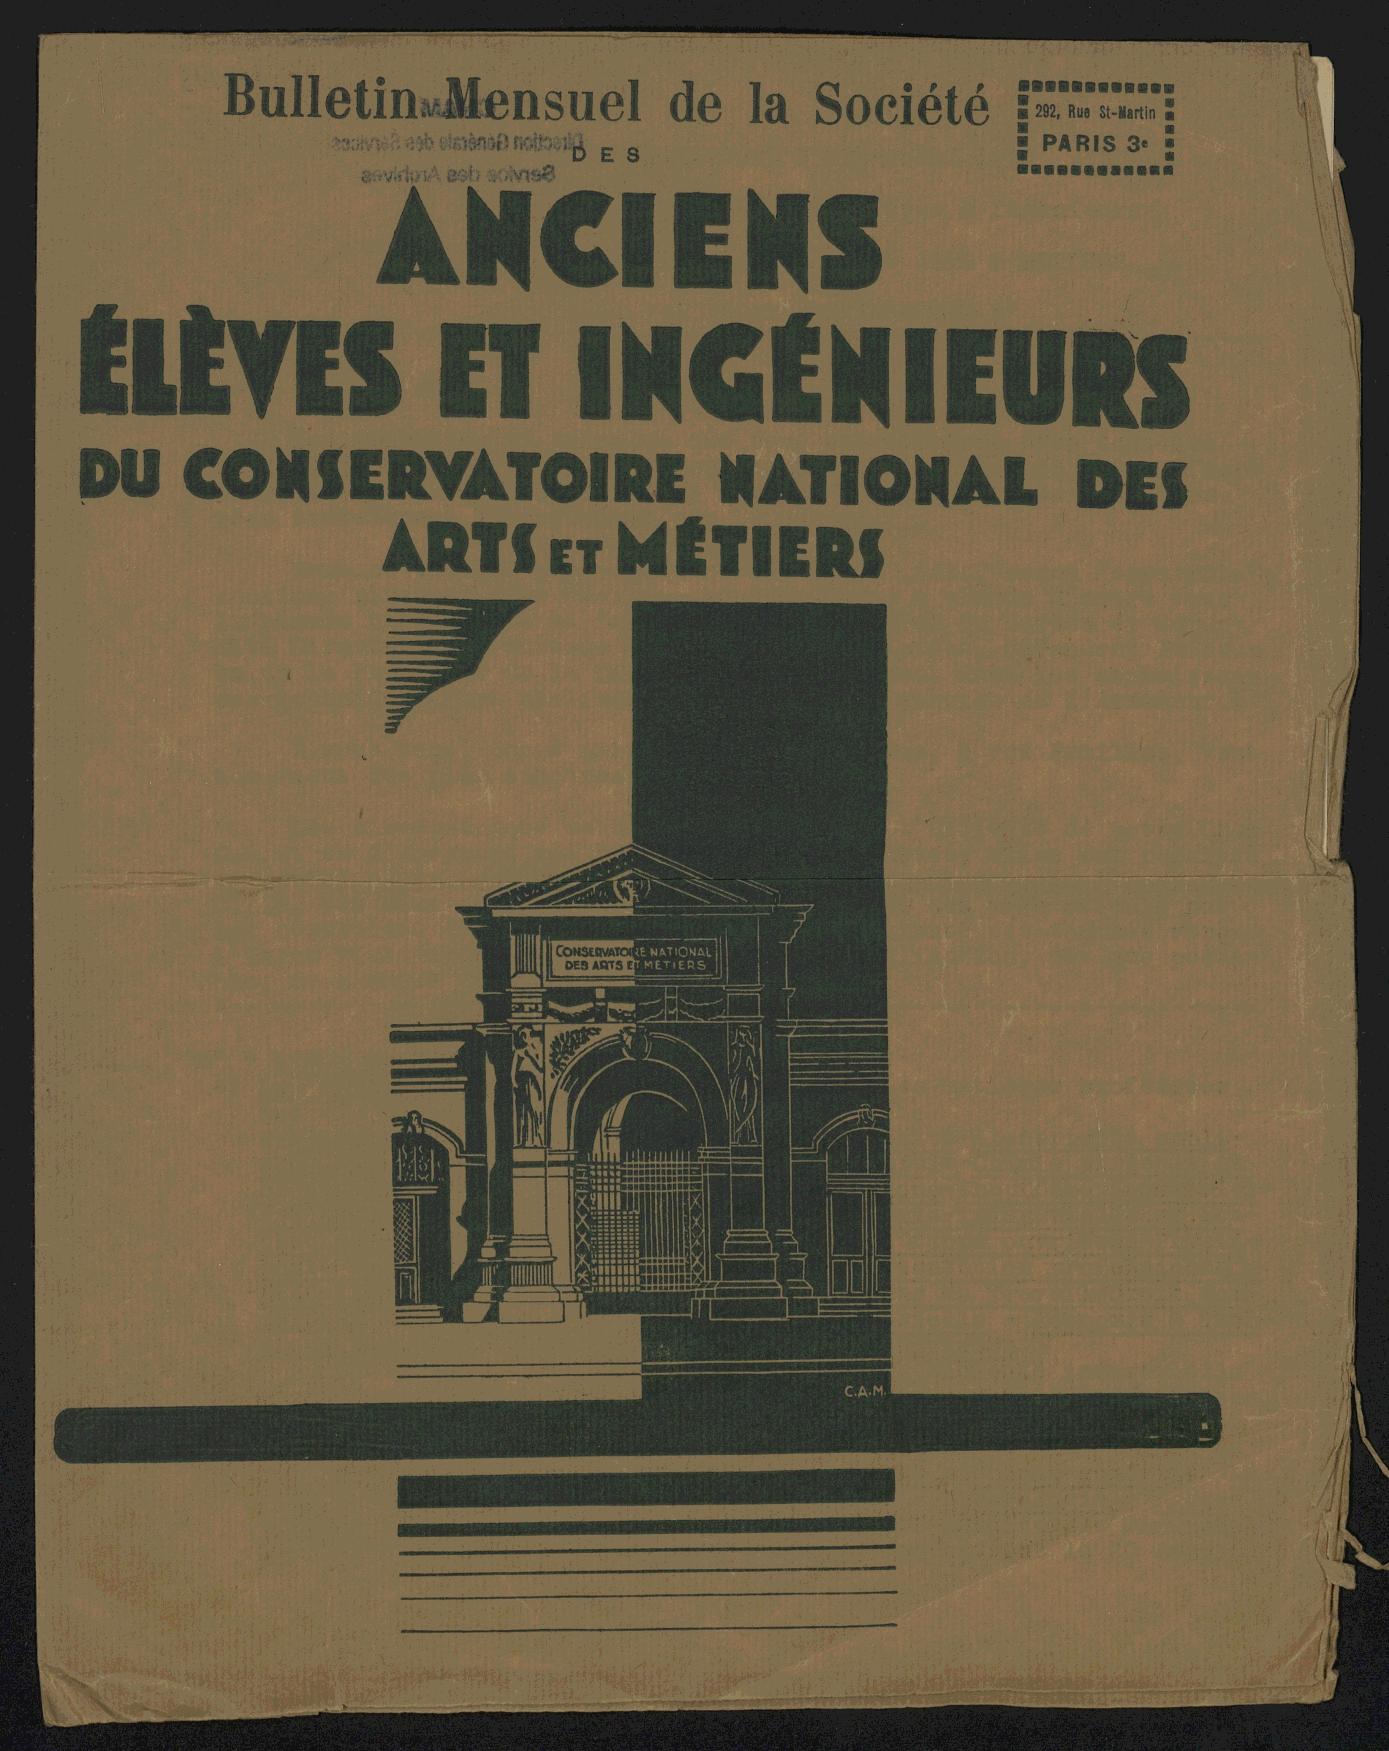 Bulletin Mensuel de la Société
292, Rue St-Martin
PARIS 3e
DES
C.N.A.M.
Direction Générale des Services
Service des Archives
ANCIENS
ÉLÈVES ET INGÉNIEURS
DU CONSERVATOIRE NATIONAL DES
ARTS ET MÉTIERS
CONSERVATOIRE NATIONAL
DES ARTS ET METIERS
C.A.M.